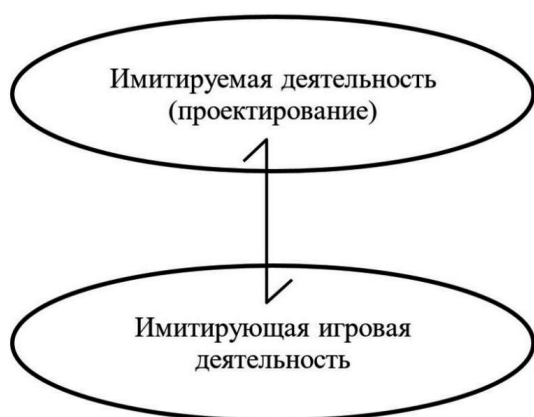 Имитируемая деятельность
(проектирование)
Имитирующая игровая
деятельность